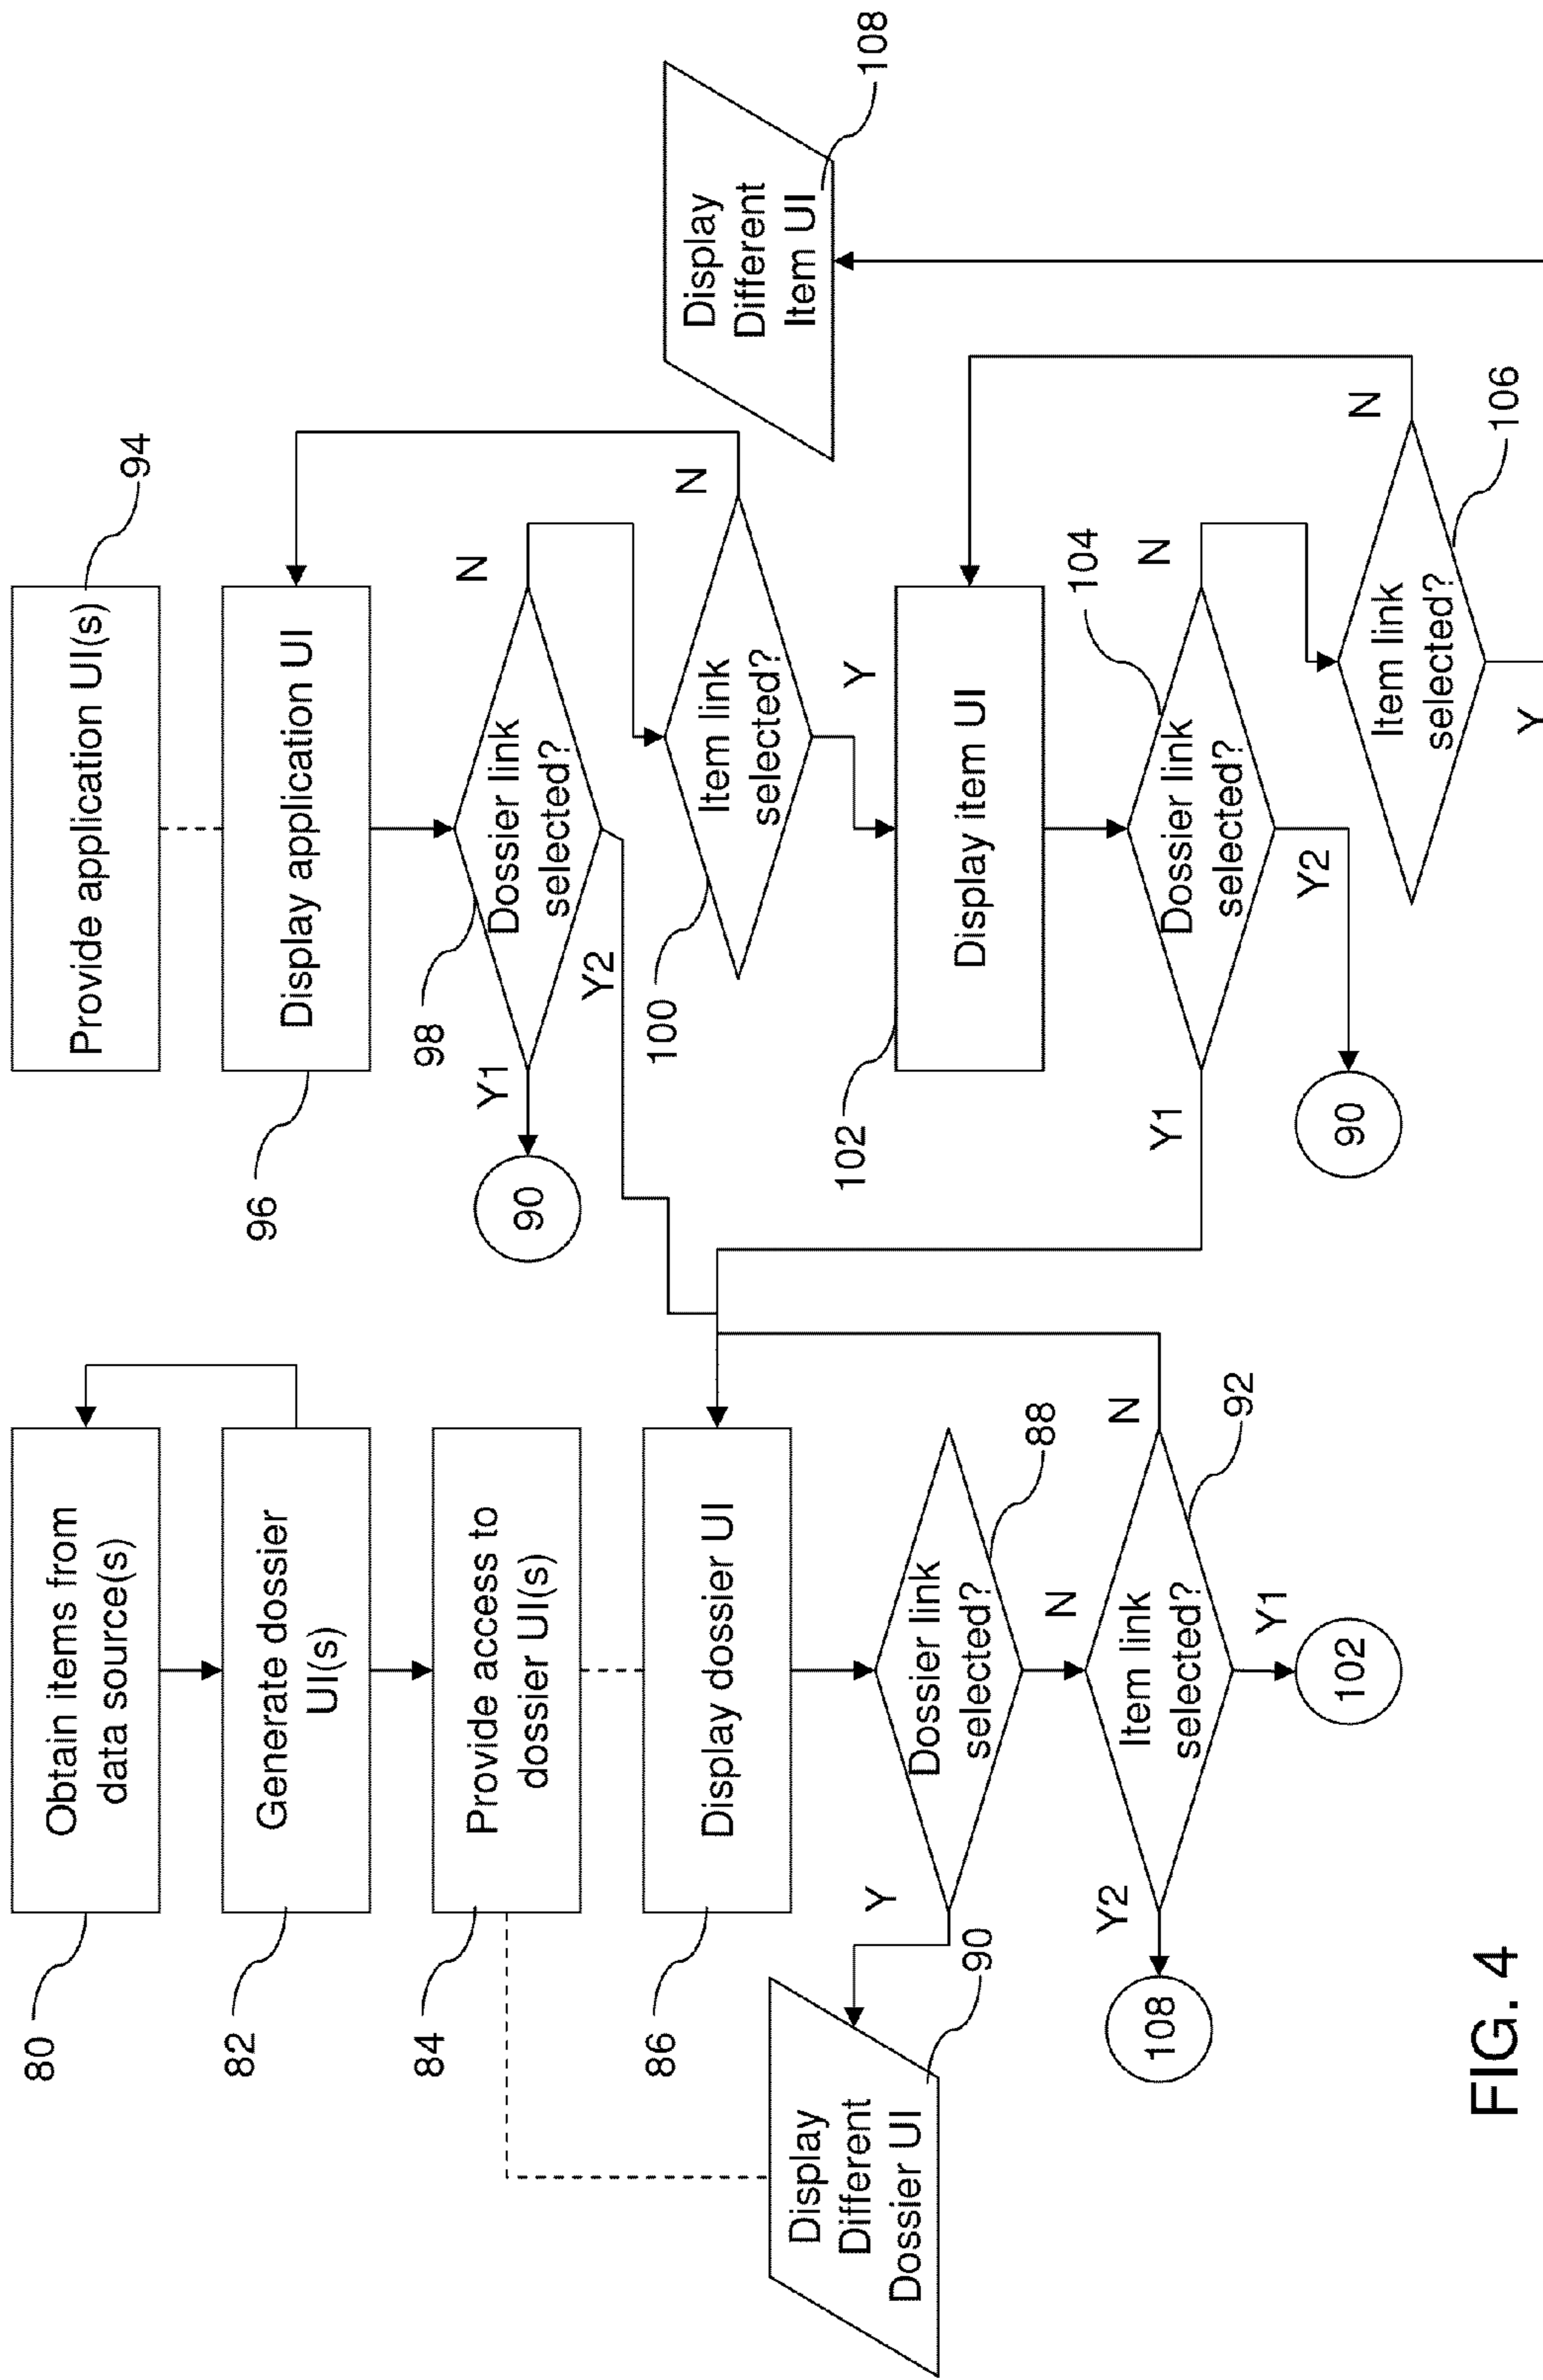 80
Obtain items from
data source(s)
82
Generate dossier
UI(s)
84
Provide access to
dossier UI(s)
86
Display dossier UI
Dossier link
selected?
88
Y
N
Display
Different
Dossier UI
90
Item link
selected?
92
N
Y2
108
Y1
102
Provide application UI(s)
94
Display application UI
96
Dossier link
selected?
98
Y1
90
Y2
N
Item link
selected?
100
N
Y
Display item UI
102
Dossier link
selected?
104
Y1
Y2
90
N
Item link
selected?
106
N
Y
Display
Different
Item UI
108
FIG. 4